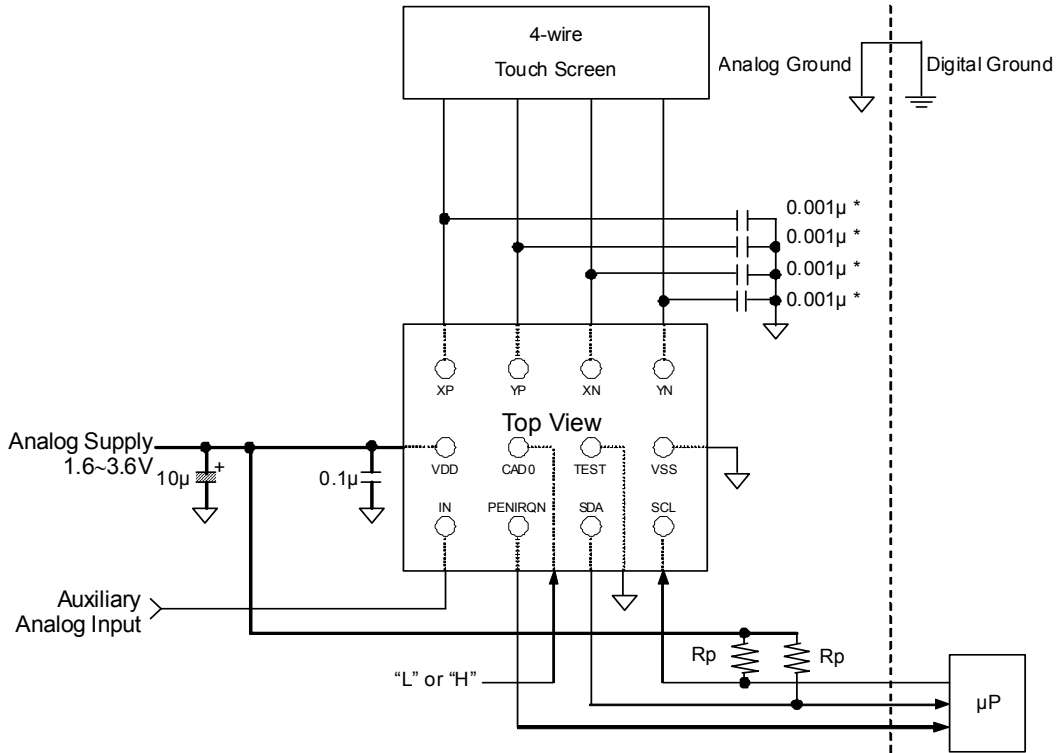 4-wire
Touch Screen
Analog Ground
Digital Ground
0.001µ *
0.001µ *
0.001µ *
0.001µ *
XP
YP
XN
YN
Top View
Analog Supply
1.6~3.6V
10µ
+
0.1µ
VDD
CAD0
TEST
VSS
IN
PENIRQN
SDA
SCL
Auxiliary
Analog Input
“L” or “H”
Rp
Rp
µP